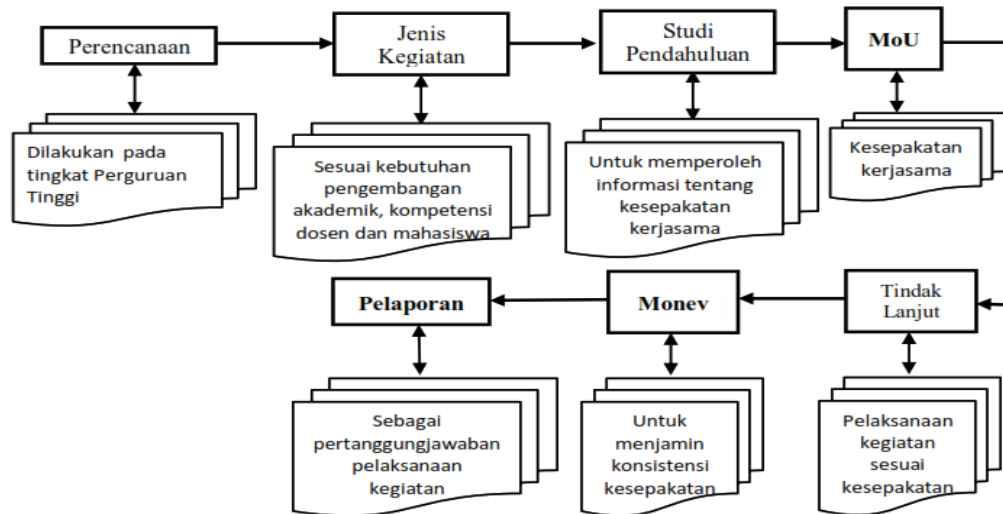 Perencanaan
Jenis
Kegiatan
Studi
Pendahuluan
MoU
Dilakukan pada
tingkat Perguruan
Tinggi
Sesuai kebutuhan
pengembangan
akademik, kompetensi
dosen dan mahasiswa
Untuk memperoleh
informasi tentang
kesepakatan
kerjasama
Kesepakatan
kerjasama
Pelaporan
Monev
Tindak
Lanjut
Sebagai
pertanggungjawaban
pelaksanaan
kegiatan
Untuk
menjamin
konsistensi
kesepakatan
Pelaksanaan
kegiatan
sesuai
kesepakatan